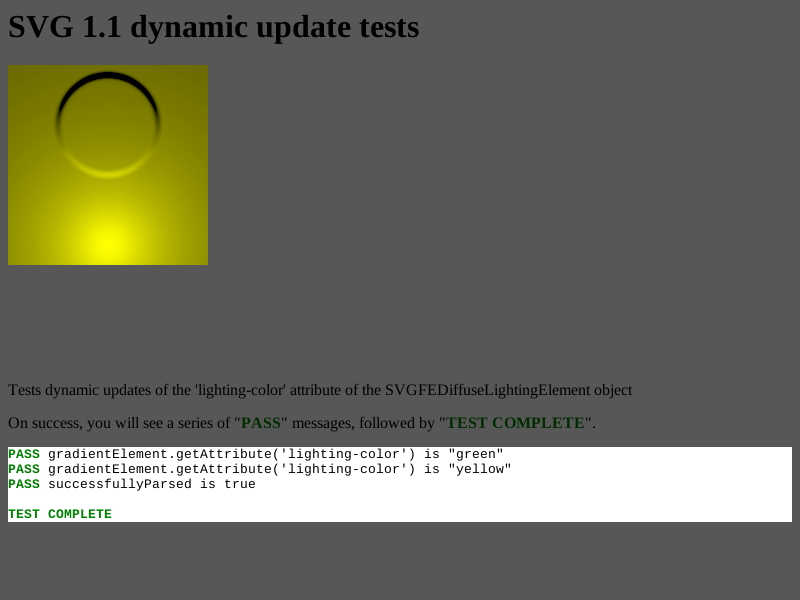 SVG 1.1 dynamic update tests
Tests dynamic updates of the 'lighting-color' attribute of the SVGFEDiffuseLightingElement object
On success, you will see a series of "PASS" messages, followed by "TEST COMPLETE".
PASS gradientElement.getAttribute('lighting-color') is "green"
PASS gradientElement.getAttribute('lighting-color') is "yellow"
PASS successfullyParsed is true
TEST COMPLETE